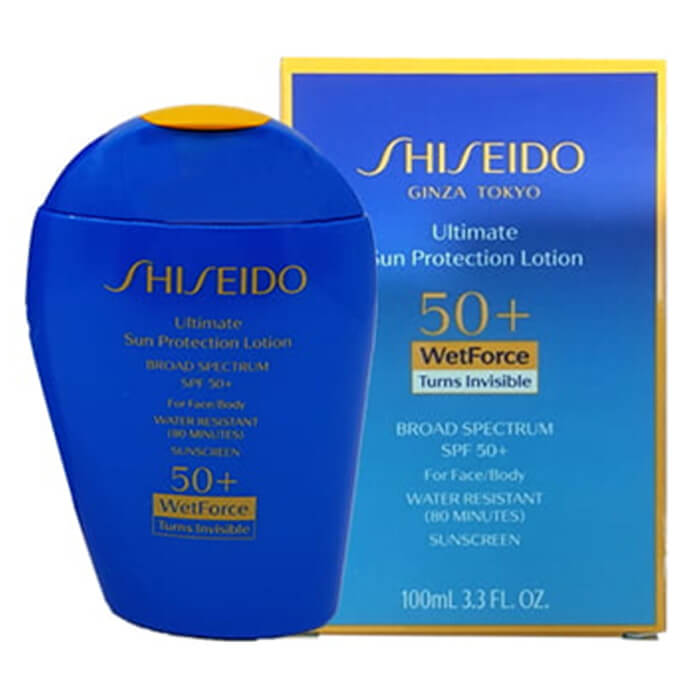 SHISEIDO
Ultimate
Sun Protection Lotion
BROAD SPECTRUM
SPF 50+
For Face/Body
WATER RESISTANT
(80 MINUTES)
SUNSCREEN
50+
WetForce
Turns Invisible
SHISEIDO
GINZA TOKYO
Ultimate
Sun Protection Lotion
50+
WetForce
Turns Invisible
BROAD SPECTRUM
SPF 50+
For Face/Body
WATER RESISTANT
(80 MINUTES)
SUNSCREEN
100mL 3.3 FL. OZ.